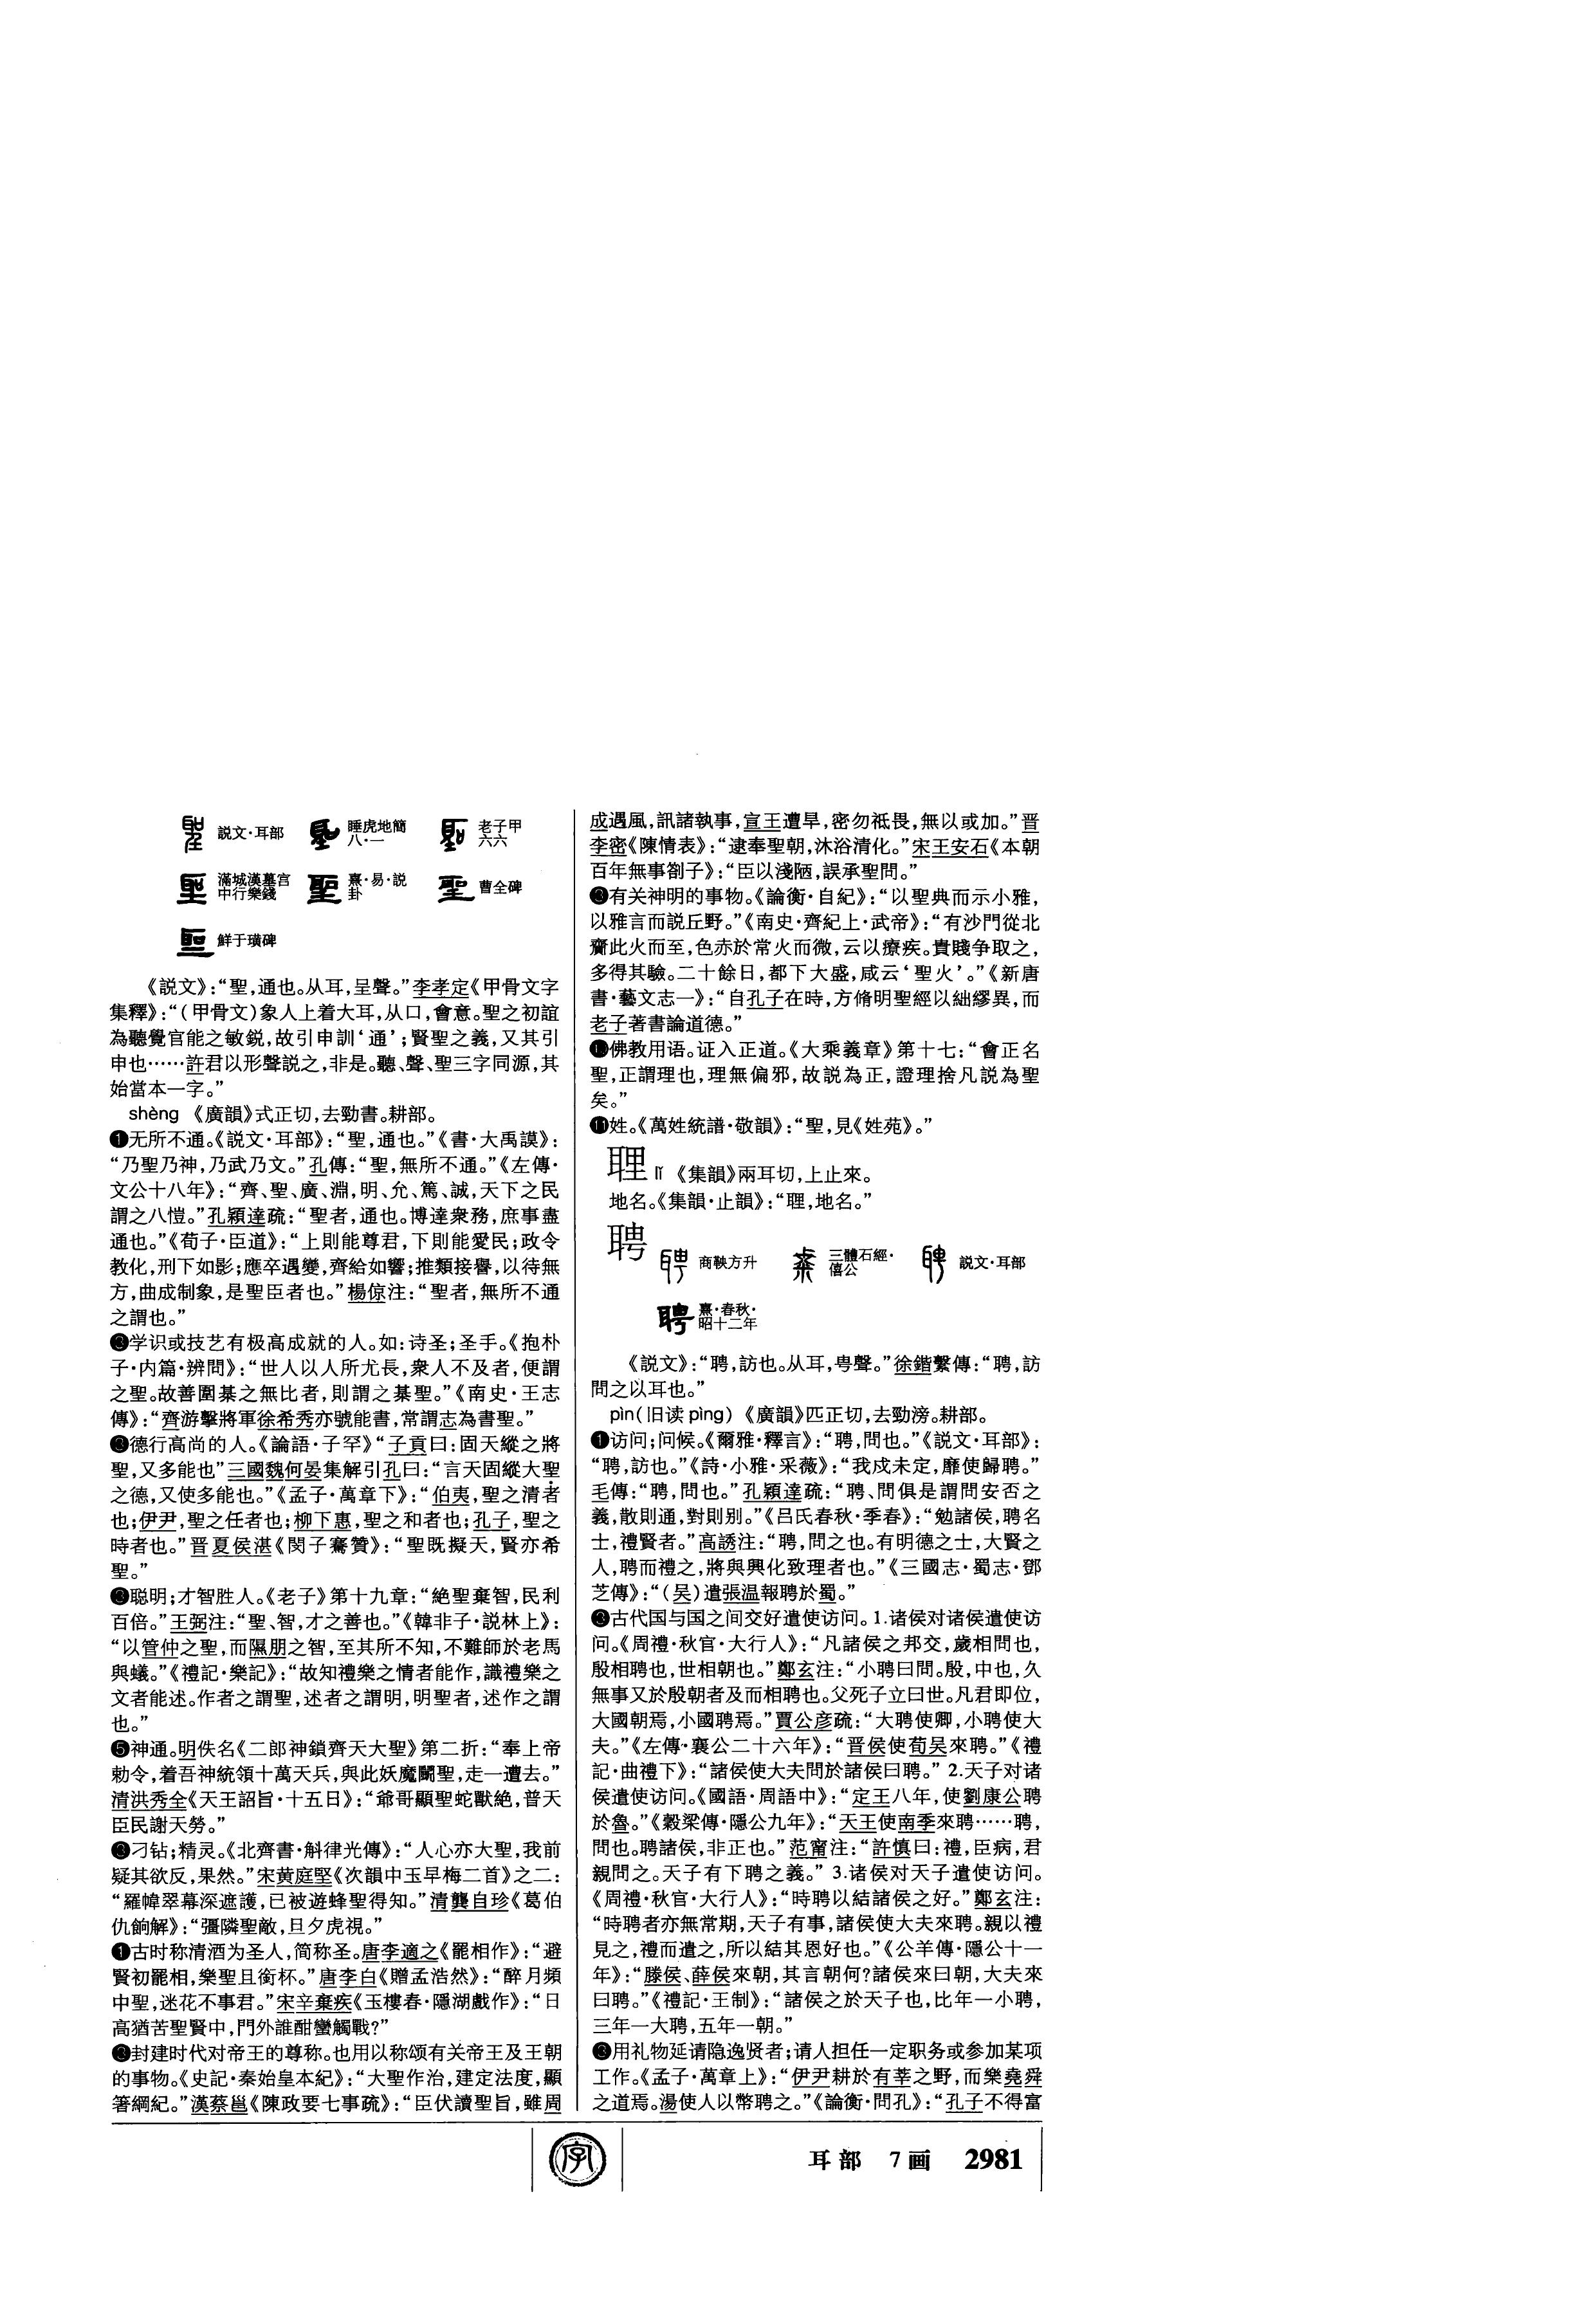 説文·耳部
睡虎地簡
八·一
老子甲
六六
滿城漢墓宫
中行樂錢
熹·易·説
卦
曹全碑
鮮于璜碑
《説文》：“聖，通也。从耳，呈聲。”李孝定《甲骨文字
集釋》：“（甲骨文）象人上着大耳，从口，會意。聖之初誼
為聽覺官能之敏鋭，故引申訓‘通’；賢聖之義，又其引
申也……許君以形聲説之，非是。聽、聲、聖三字同源，其
始當本一字。”
shèng 《廣韻》式正切，去勁書。耕部。
❶无所不通。《説文·耳部》：“聖，通也。”《書·大禹謨》：
“乃聖乃神，乃武乃文。”孔傳：“聖，無所不通。”《左傳·
文公十八年》：“齊、聖、廣、淵，明、允、篤、誠，天下之民
謂之八愷。”孔穎達疏：“聖者，通也。博達衆務，庶事盡
通也。”《荀子·臣道》：“上則能尊君，下則能愛民；政令
教化，刑下如影；應卒遇變，齊給如響；推類接譽，以待無
方，曲成制象，是聖臣者也。”楊倞注：“聖者，無所不通
之謂也。”
❷学识或技艺有极高成就的人。如：诗圣；圣手。《抱朴
子·内篇·辨問》：“世人以人所尤長，衆人不及者，便謂
之聖。故善圍棊之無比者，則謂之棊聖。”《南史·王志
傳》：“齊游擊將軍徐希秀亦號能書，常謂志為書聖。”
❸德行高尚的人。《論語·子罕》“子貢曰：固天縱之將
聖，又多能也”三國魏何晏集解引孔曰：“言天固縱大聖
之德，又使多能也。”《孟子·萬章下》：“伯夷，聖之清者
也；伊尹，聖之任者也；柳下惠，聖之和者也；孔子，聖之
時者也。”晋夏侯湛《閔子騫贊》：“聖既擬天，賢亦希
聖。”
❹聪明；才智胜人。《老子》第十九章：“絶聖棄智，民利
百倍。”王弼注：“聖、智，才之善也。”《韓非子·説林上》：
“以管仲之聖，而隰朋之智，至其所不知，不難師於老馬
與蟻。”《禮記·樂記》：“故知禮樂之情者能作，識禮樂之
文者能述。作者之謂聖，述者之謂明，明聖者，述作之謂
也。”
❺神通。明佚名《二郎神鎖齊天大聖》第二折：“奉上帝
勅令，着吾神統領十萬天兵，與此妖魔鬭聖，走一遭去。”
清洪秀全《天王詔旨·十五日》：“爺哥顯聖蛇獸絶，普天
臣民謝天勞。”
❻刁钻；精灵。《北齊書·斛律光傳》：“人心亦大聖，我前
疑其欲反，果然。”宋黄庭堅《次韻中玉早梅二首》之二：
“羅幃翠幕深遮護，已被遊蜂聖得知。”清龔自珍《葛伯
仇餉解》：“彊隣聖敵，旦夕虎視。”
❼古时称清酒为圣人，简称圣。唐李適之《罷相作》：“避
賢初罷相，樂聖且銜杯。”唐李白《贈孟浩然》：“醉月頻
中聖，迷花不事君。”宋辛棄疾《玉樓春·隱湖戲作》：“日
高猶苦聖賢中，門外誰酣蠻觸戰？”
❽封建时代对帝王的尊称。也用以称颂有关帝王及王朝
的事物。《史記·秦始皇本紀》：“大聖作治，建定法度，顯
箸綱紀。”漢蔡邕《陳政要七事疏》：“臣伏讀聖旨，雖周
成遇風，訊諸執事，宣王遭旱，密勿祗畏，無以或加。”晋
李密《陳情表》：“逮奉聖朝，沐浴清化。”宋王安石《本朝
百年無事劄子》：“臣以淺陋，誤承聖問。”
❾有关神明的事物。《論衡·自紀》：“以聖典而示小雅，
以雅言而説丘野。”《南史·齊紀上·武帝》：“有沙門從北
齎此火而至，色赤於常火而微，云以療疾。貴賤争取之，
多得其驗。二十餘日，都下大盛，咸云‘聖火’。”《新唐
書·藝文志一》：“自孔子在時，方脩明聖經以絀繆異，而
老子著書論道德。”
❿佛教用语。证入正道。《大乘義章》第十七：“會正名
聖，正謂理也，理無偏邪，故説為正，證理捨凡説為聖
矣。”
⓫姓。《萬姓統譜·敬韻》：“聖，見《姓苑》。”
聬 lǐ 《集韻》兩耳切，上止來。
地名。《集韻·止韻》：“，地名。”
聘
商鞅方升
三體石經·
僖公
説文·耳部
熹·春秋·
昭十二年
《説文》：“聘，訪也。从耳，甹聲。”徐鍇繫傳：“聘，訪
問之以耳也。”
pìn（旧读pìng） 《廣韻》匹正切，去勁滂。耕部。
❶访问；问候。《爾雅·釋言》：“聘，問也。”《説文·耳部》：
“聘，訪也。”《詩·小雅·采薇》：“我戍未定，靡使歸聘。”
毛傳：“聘，問也。”孔穎達疏：“聘、問俱是謂問安否之
義，散則通，對則别。”《吕氏春秋·季春》：“勉諸侯，聘名
士，禮賢者。”高誘注：“聘，問之也。有明德之士，大賢之
人，聘而禮之，將與興化致理者也。”《三國志·蜀志·鄧
芝傳》：“（吴）遣張温報聘於蜀。”
❷古代国与国之间交好遣使访问。1.诸侯对诸侯遣使访
问。《周禮·秋官·大行人》：“凡諸侯之邦交，歲相問也，
殷相聘也，世相朝也。”鄭玄注：“小聘曰問。殷，中也，久
無事又於殷朝者及而相聘也。父死子立曰世。凡君即位，
大國朝焉，小國聘焉。”賈公彦疏：“大聘使卿，小聘使大
夫。”《左傳·襄公二十六年》：“晋侯使荀吴來聘。”《禮
記·曲禮下》：“諸侯使大夫問於諸侯曰聘。” 2.天子对诸
侯遣使访问。《國語·周語中》：“定王八年，使劉康公聘
於魯。”《穀梁傳·隱公九年》：“天王使南季來聘……聘，
問也。聘諸侯，非正也。”范甯注：“許慎曰：禮，臣病，君
親問之。天子有下聘之義。” 3.诸侯对天子遣使访问。
《周禮·秋官·大行人》：“時聘以結諸侯之好。”鄭玄注：
“時聘者亦無常期，天子有事，諸侯使大夫來聘。親以禮
見之，禮而遣之，所以結其恩好也。”《公羊傳·隱公十一
年》：“滕侯、薛侯來朝，其言朝何？諸侯來曰朝，大夫來
曰聘。”《禮記·王制》：“諸侯之於天子也，比年一小聘，
三年一大聘，五年一朝。”
❸用礼物延请隐逸贤者；请人担任一定职务或参加某项
工作。《孟子·萬章上》：“伊尹耕於有莘之野，而樂堯舜
之道焉。湯使人以幣聘之。”《論衡·問孔》：“孔子不得富
字
耳部 7画 2981